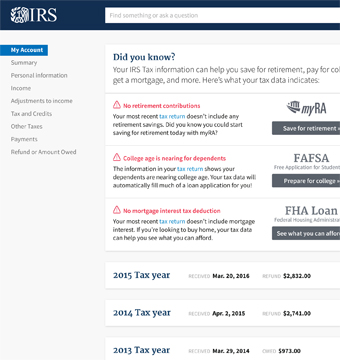 IRS
Find something or ask a question
My Account
Summary
Personal Information
Income
Adjustments to income
Tax and Credits
Other Taxes
Payments
Refund or Amount Owed
Did you know?
Your IRS Tax information can help you save for retirement, pay for
get a mortgage, and more. Here's what your tax data indicates:
No retirement contributions
Your most recent tax return doesn't include any
retirement savings. Did you know you could start
saving for retirement today with myRA?
myRA
Save for retirement »
College age is nearing for dependents
The information in your tax return shows your
dependents are nearing college age. Your tax data will
automatically fill much of a loan application for you!
FAFSA
Free Application for Student
Prepare for college »
No mortgage interest tax deduction
Your most recent tax return doesn't include mortgage
interest. If you're looking to buy home, your tax data
can help you see what you can afford.
FHA Loan
Federal Housing Administrat
See what you can affor
2015 Tax year RECEIVED Mar. 20, 2016 REFUND $2,832.00
2014 Tax year RECEIVED Apr. 2, 2015 REFUND $2,741.00
2013 Tax year RECEIVED Mar. 29, 2014 OWED $973.00